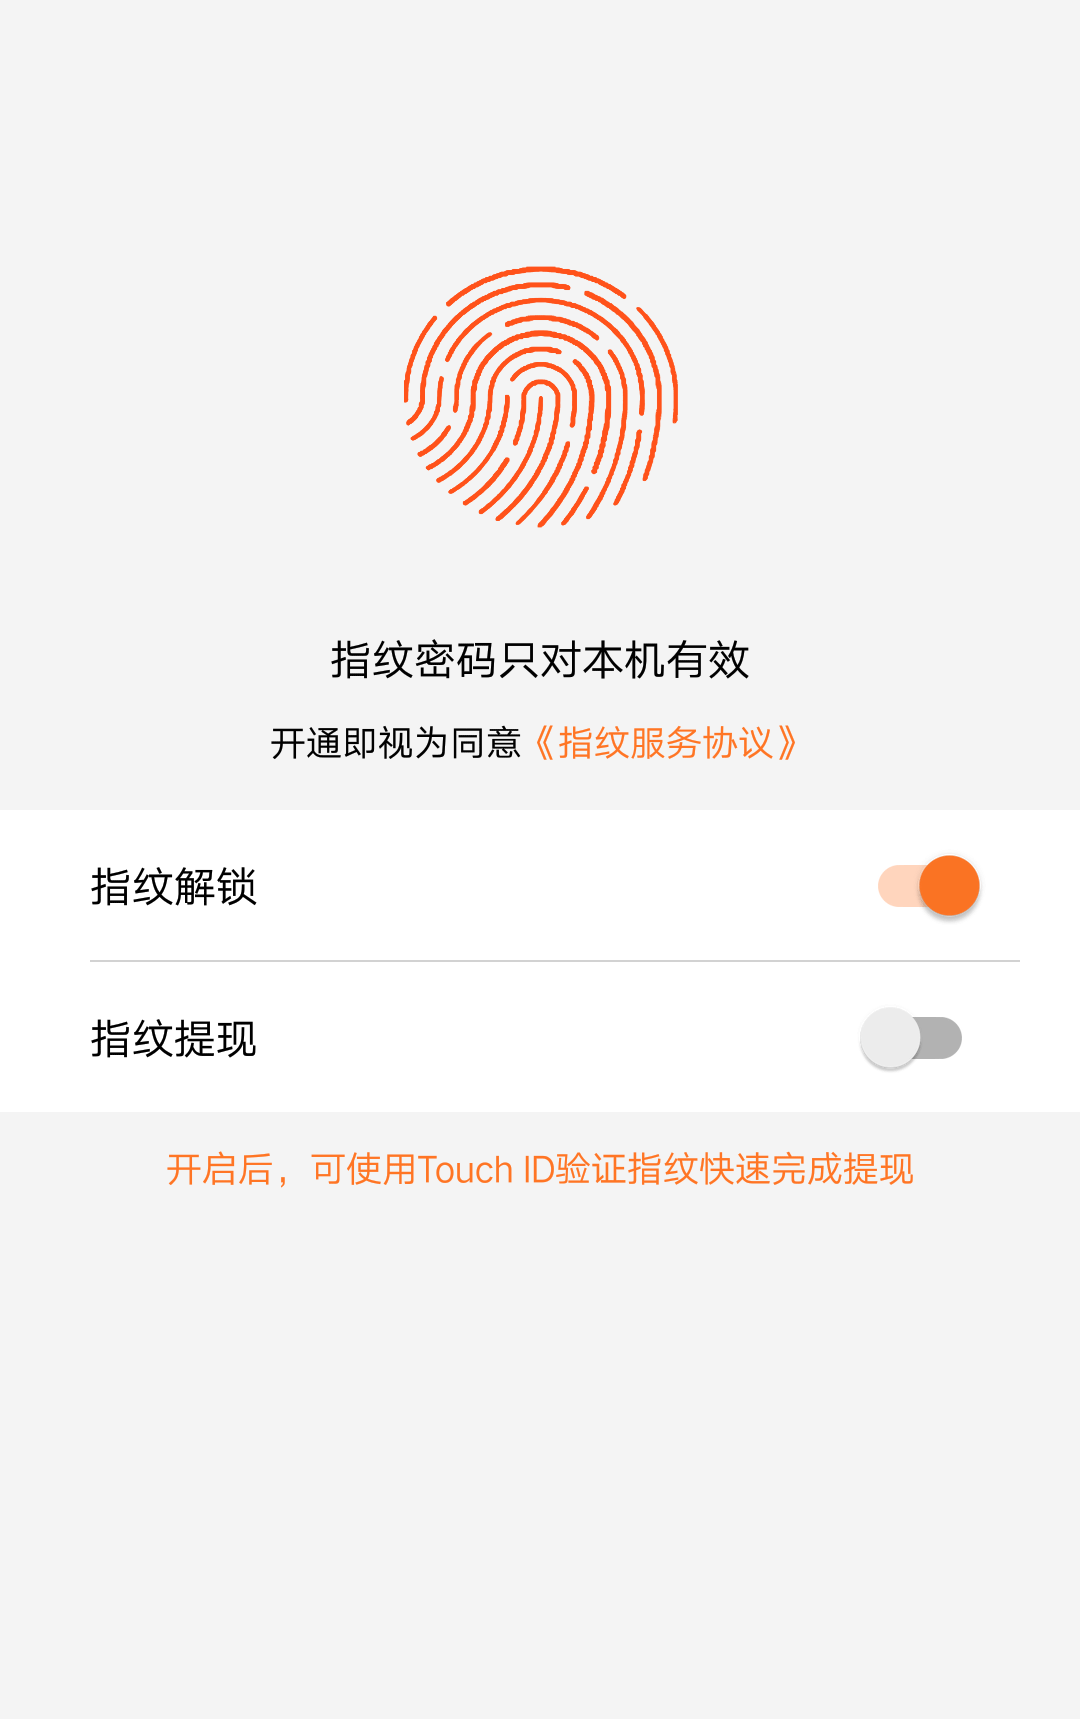 指纹密码只对本机有效
开通即视为同意《指纹服务协议》
指纹解锁
指纹提现
开启后，可使用Touch ID验证指纹快速完成提现